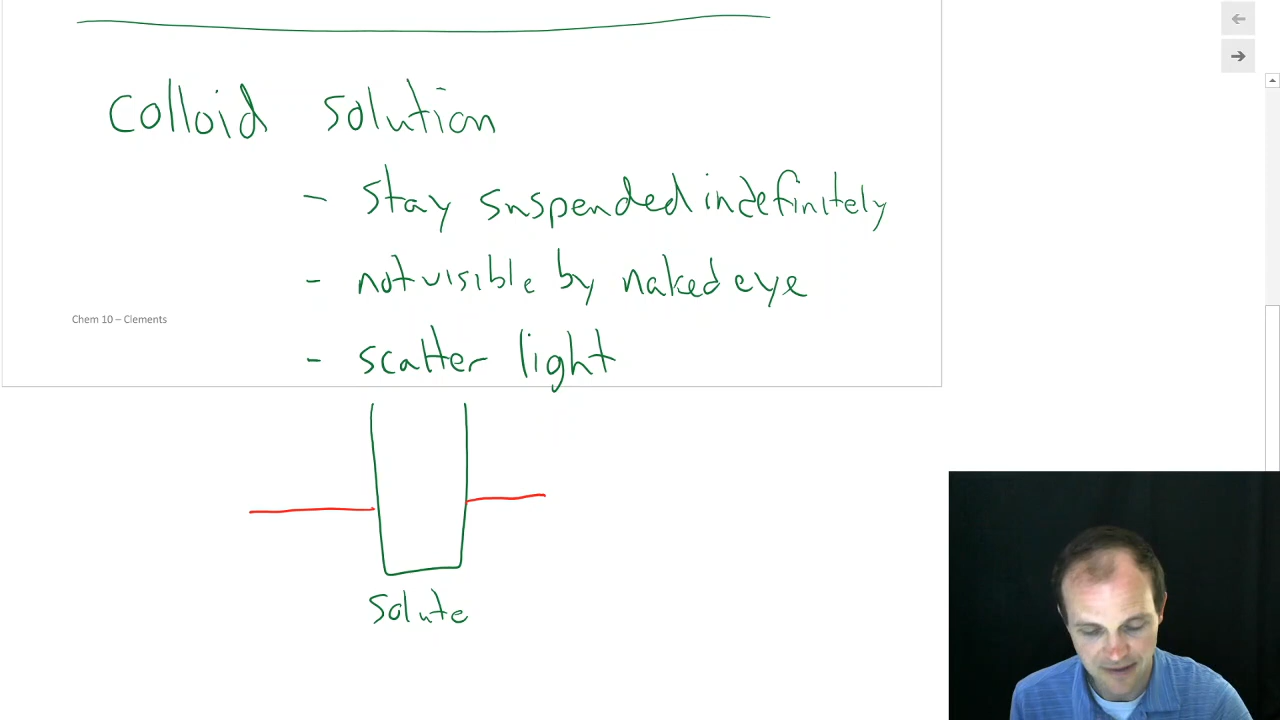 Colloid solution
- stay suspended indefinitely
- not visible by naked eye
Chem 10 – Clements
- scatter light
Solute